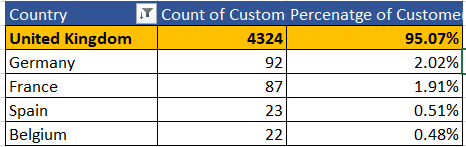 Country Count of Custom Percenatge of Custome
United Kingdom 4324 95.07%
Germany 92 2.02%
France 87 1.91%
Spain 23 0.51%
Belgium 22 0.48%